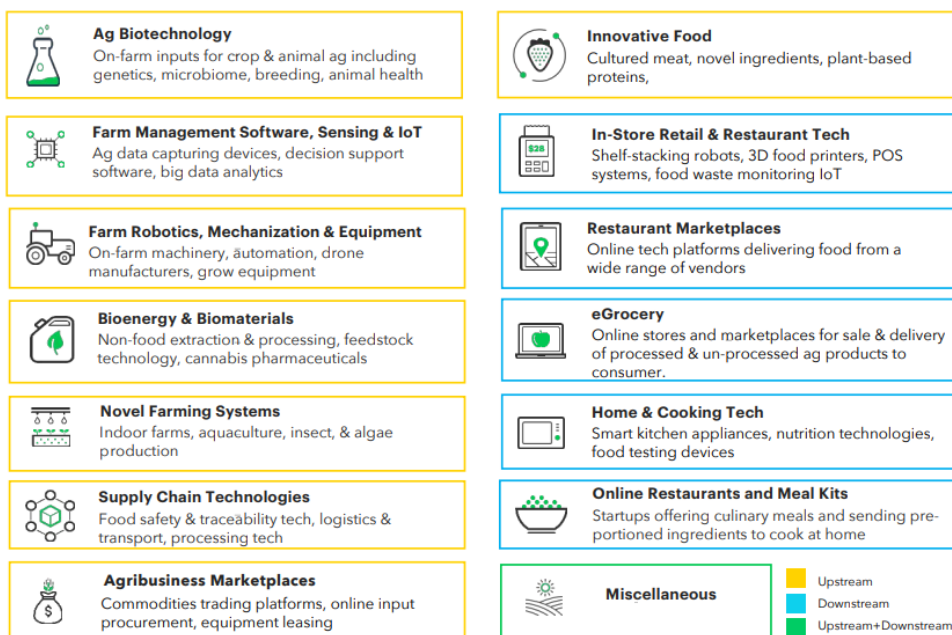 Ag Biotechnology
On-farm inputs for crop & animal ag including
genetics, microbiome, breeding, animal health
Farm Management Software, Sensing & IoT
Ag data capturing devices, decision support
software, big data analytics
Farm Robotics, Mechanization & Equipment
On-farm machinery, automation, drone
manufacturers, grow equipment
Bioenergy & Biomaterials
Non-food extraction & processing, feedstock
technology, cannabis pharmaceuticals
Novel Farming Systems
Indoor farms, aquaculture, insect, & algae
production
Supply Chain Technologies
Food safety & traceability tech, logistics &
transport, processing tech
Agribusiness Marketplaces
Commodities trading platforms, online input
procurement, equipment leasing
$
Innovative Food
Cultured meat, novel ingredients, plant-based
proteins,
$28
In-Store Retail & Restaurant Tech
Shelf-stacking robots, 3D food printers, POS
systems, food waste monitoring IoT
Restaurant Marketplaces
Online tech platforms delivering food from a
wide range of vendors
eGrocery
Online stores and marketplaces for sale & delivery
of processed & un-processed ag products to
consumer.
Home & Cooking Tech
Smart kitchen appliances, nutrition technologies,
food testing devices
Online Restaurants and Meal Kits
Startups offering culinary meals and sending pre-
portioned ingredients to cook at home
Miscellaneous
Upstream
Downstream
Upstream+Downstream